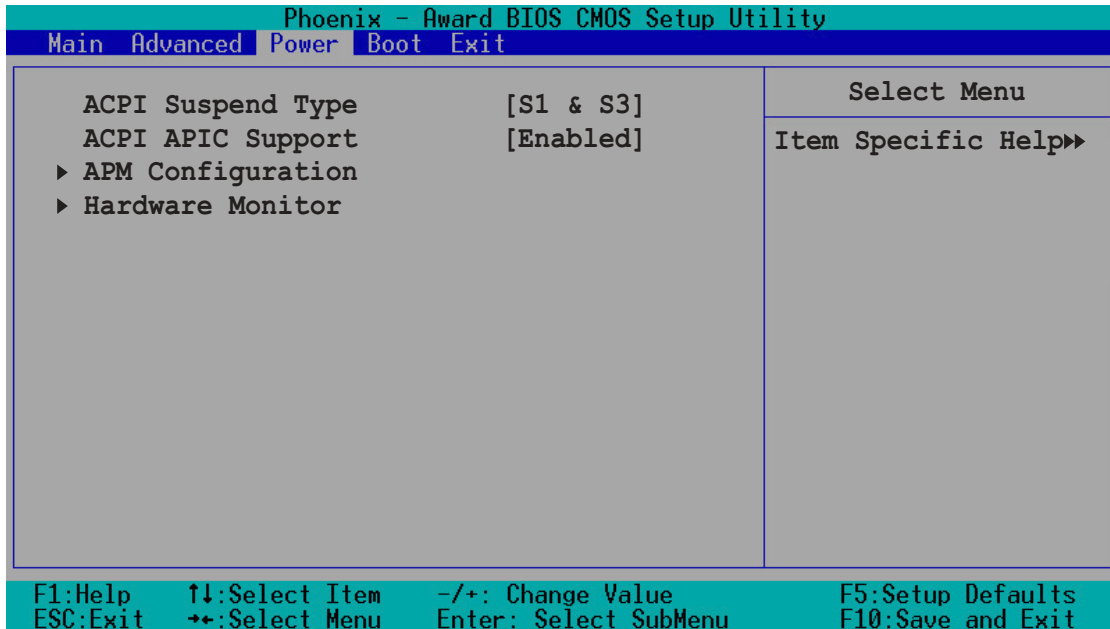 Phoenix - Award BIOS CMOS Setup Utility
Main Advanced Power Boot Exit
ACPI Suspend Type [S1 & S3]
ACPI APIC Support [Enabled]
▶ APM Configuration
▶ Hardware Monitor
Select Menu
Item Specific Help▶▶
F1:Help ↑↓:Select Item -/+: Change Value F5:Setup Defaults
ESC:Exit →←:Select Menu Enter: Select SubMenu F10:Save and Exit